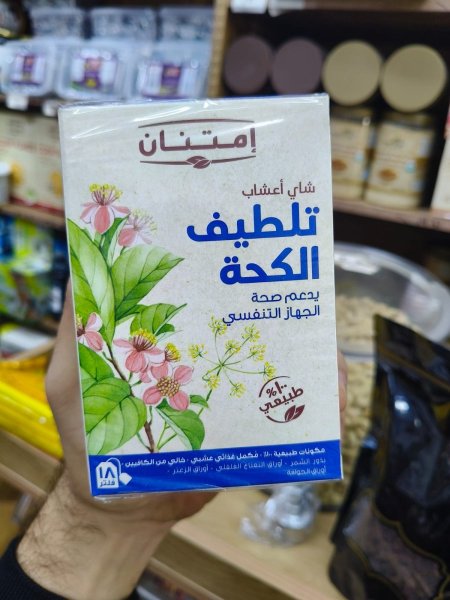 إمتنان
شاي أعشاب
تلطيف
الكحة
يدعم صحة
الجهاز التنفسي
١٠٠%
طبيعي
مكونات طبيعية ١٠٠٪ - مكمل غذائي عشبي - خالي من الكافيين
بذور الشمر - أوراق النعناع الفلفلي - أوراق الزعتر -
أوراق الجوافة
١٨
فلتر